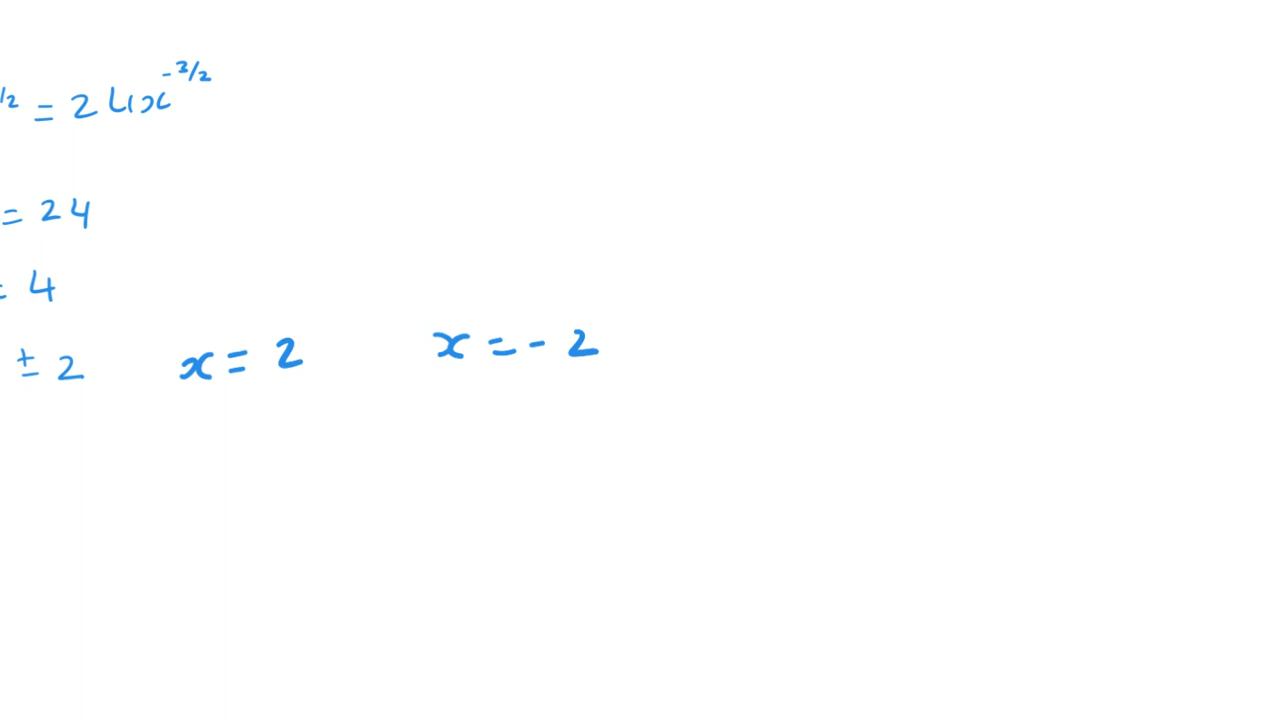 1/2 = 24x^-3/2
= 24
= 4
± 2 x = 2 x = - 2